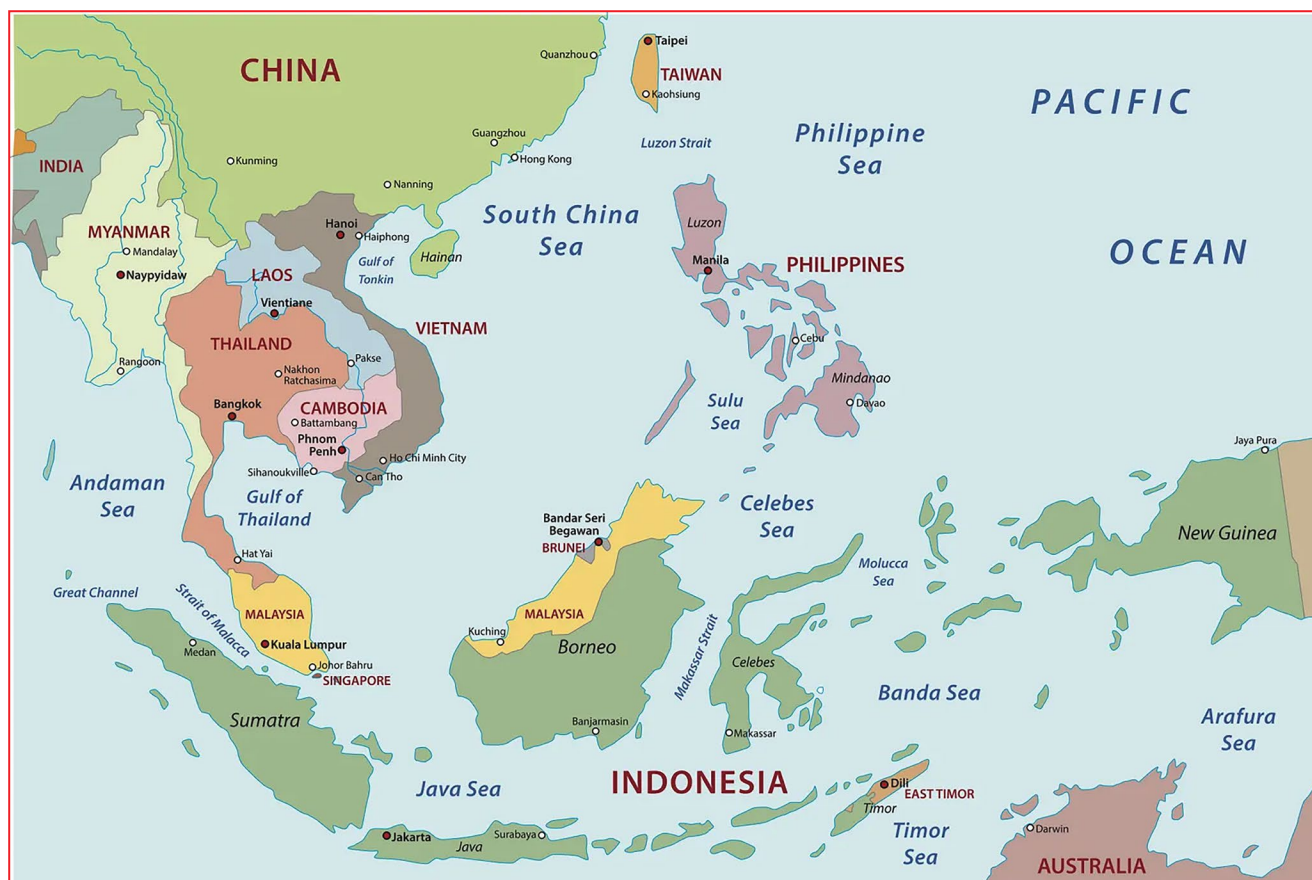 Taipei
Quanzhou
CHINA
TAIWAN
Kaohsiung
PACIFIC
Guangzhou
Philippine
Sea
Luzon Strait
Hong Kong
Kunming
INDIA
Nanning
South China
Sea
Luzon
Hanoi
Haiphong
MYANMAR
Mandalay
OCEAN
Hainan
Gulf of
Tonkin
Manila
PHILIPPINES
Naypyidaw
LAOS
Vientiane
VIETNAM
THAILAND
Cebu
Rangoon
Pakse
Nakhon
Ratchasima
Mindanao
Davao
Sulu
Sea
Bangkok
CAMBODIA
Battambang
Phnom
Penh
Jaya Pura
Ho Chi Minh City
Sihanoukville
Can Tho
Andaman
Sea
Gulf of
Thailand
Celebes
Sea
Bandar Seri
Begawan
BRUNEI
New Guinea
Hat Yai
Molucca
Sea
Great Channel
Strait of Malacca
MALAYSIA
MALAYSIA
Kuching
Kuala Lumpur
Medan
Borneo
Makassar Strait
Celebes
Johor Bahru
SINGAPORE
Banda Sea
Sumatra
Banjarmasin
Makassar
Arafura
Sea
Java Sea
INDONESIA
Dili
EAST TIMOR
Timor
Jakarta
Java
Surabaya
Timor
Sea
Darwin
AUSTRALIA